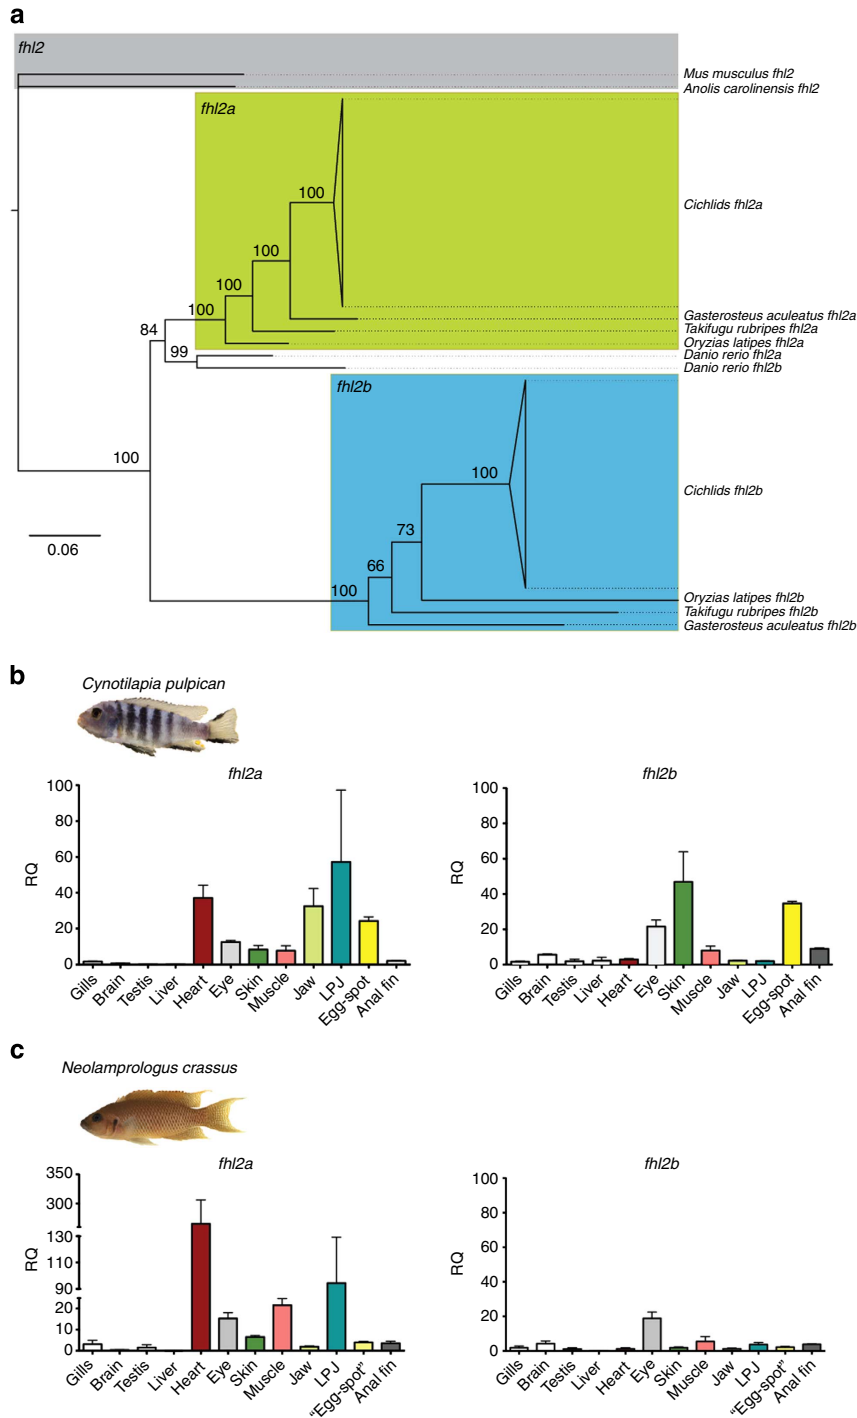 a
fhl2
Mus musculus fhl2
Anolis carolinensis fhl2
fhl2a
100
Cichlids fhl2a
100
100
100
Gasterosteus aculeatus fhl2a
Takifugu rubripes fhl2a
84
Oryzias latipes fhl2a
99
Danio rerio fhl2a
Danio rerio fhl2b
fhl2b
100
100
Cichlids fhl2b
73
0.06
66
100
Oryzias latipes fhl2b
Takifugu rubripes fhl2b
Gasterosteus aculeatus fhl2b
b
Cynotilapia pulpican
fhl2a
RQ
100
80
60
40
20
0
Gills
Brain
Testis
Liver
Heart
Eye
Skin
Muscle
Jaw
LPJ
Egg-spot
Anal fin
fhl2b
RQ
100
80
60
40
20
0
Gills
Brain
Testis
Liver
Heart
Eye
Skin
Muscle
Jaw
LPJ
Egg-spot
Anal fin
c
Neolamprologus crassus
fhl2a
RQ
350
300
130
110
90
20
10
0
Gills
Brain
Testis
Liver
Heart
Eye
Skin
Muscle
Jaw
LPJ
"Egg-spot"
Anal fin
fhl2b
RQ
100
80
60
40
20
0
Gills
Brain
Testis
Liver
Heart
Eye
Skin
Muscle
Jaw
LPJ
"Egg-spot"
Anal fin